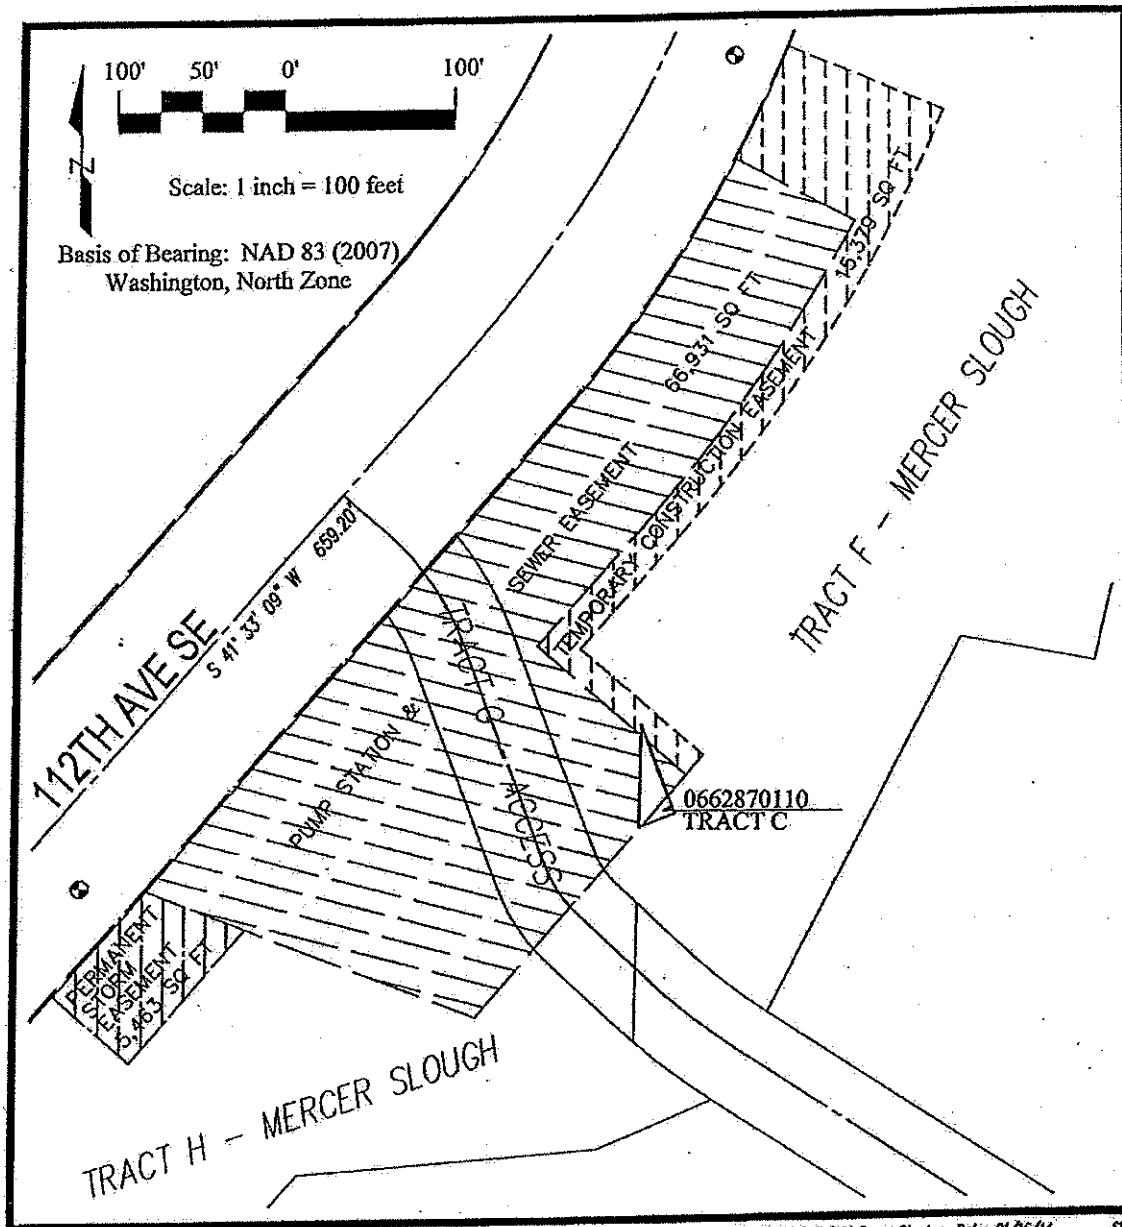 100' 50' 0' 100'
N
Scale: 1 inch = 100 feet
Basis of Bearing: NAD 83 (2007)
Washington, North Zone
15,379 SQ FT
66,931 SQ FT
TEMPORARY CONSTRUCTION EASEMENT
SEWER EASEMENT
PUMP STATION &
TRACT F - MERCER SLOUGH
S 41° 33' 09" W 659.20'
112TH AVE SE
TRACT C - ACCESS
0662870110
TRACT C
PERMANENT
STORM
EASEMENT
5,463 SQ FT
TRACT H - MERCER SLOUGH